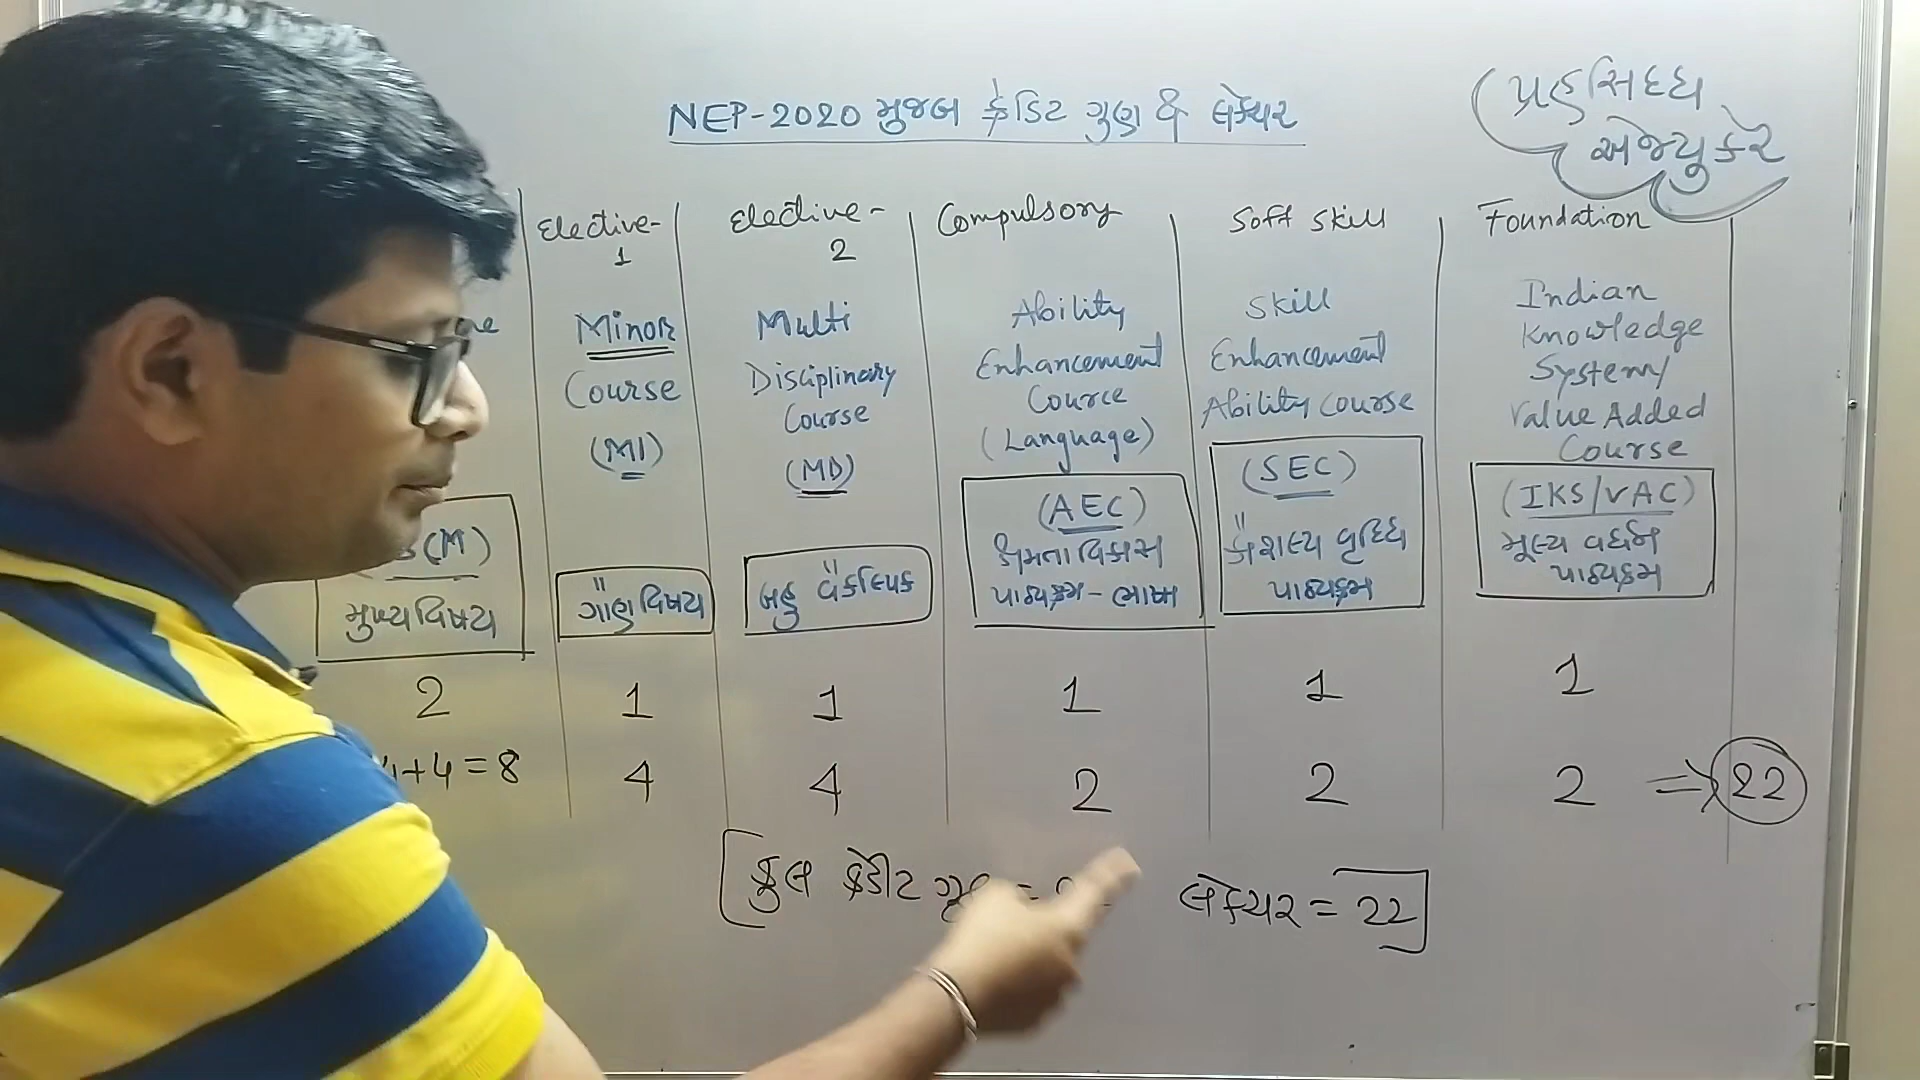 NEP-2020 મુજબ ક્રેડિટ ગુણ & લેક્ચર
પ્રહસિધ્ધ
એજ્યુકેર
Elective-
1
Elective-
2
Compulsory
Soft Skill
Foundation
Minor
Course
(MI)
Multi
Disciplinary
Course
(MD)
Ability
Enhancement
Cource
(Language)
(AEC)
ક્ષમતા વિકાસ
પાઠ્યક્રમ - ભાષા
Skill
Enhancement
Ability Course
(SEC)
કૌશલ્ય વૃદ્ધિ
પાઠ્યક્રમ
Indian
Knowledge
System/
Value Added
Course
(IKS/VAC)
મૂલ્ય વર્ધન
પાઠ્યક્રમ
(M)
મુખ્ય વિષય
ગૌણ વિષય
બહુ વૈકલ્પિક
2 1 1 1 1 1
4+4=8 4 4 2 2 2 => 22
કુલ ક્રેડીટ = લેક્ચર = 22